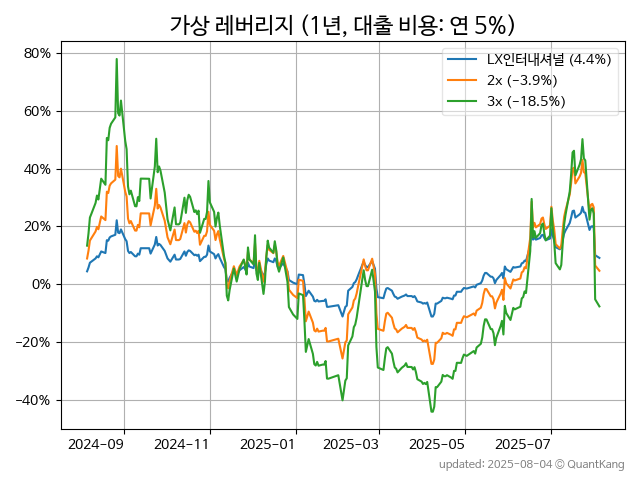 가상 레버리지 (1년, 대출 비용: 연 5%)
LX인터내셔널 (4.4%)
2x (−3.9%)
3x (−18.5%)
80%
60%
40%
20%
0%
−20%
−40%
2024-09
2024-11
2025-01
2025-03
2025-05
2025-07
updated: 2025-08-04 © QuantKang